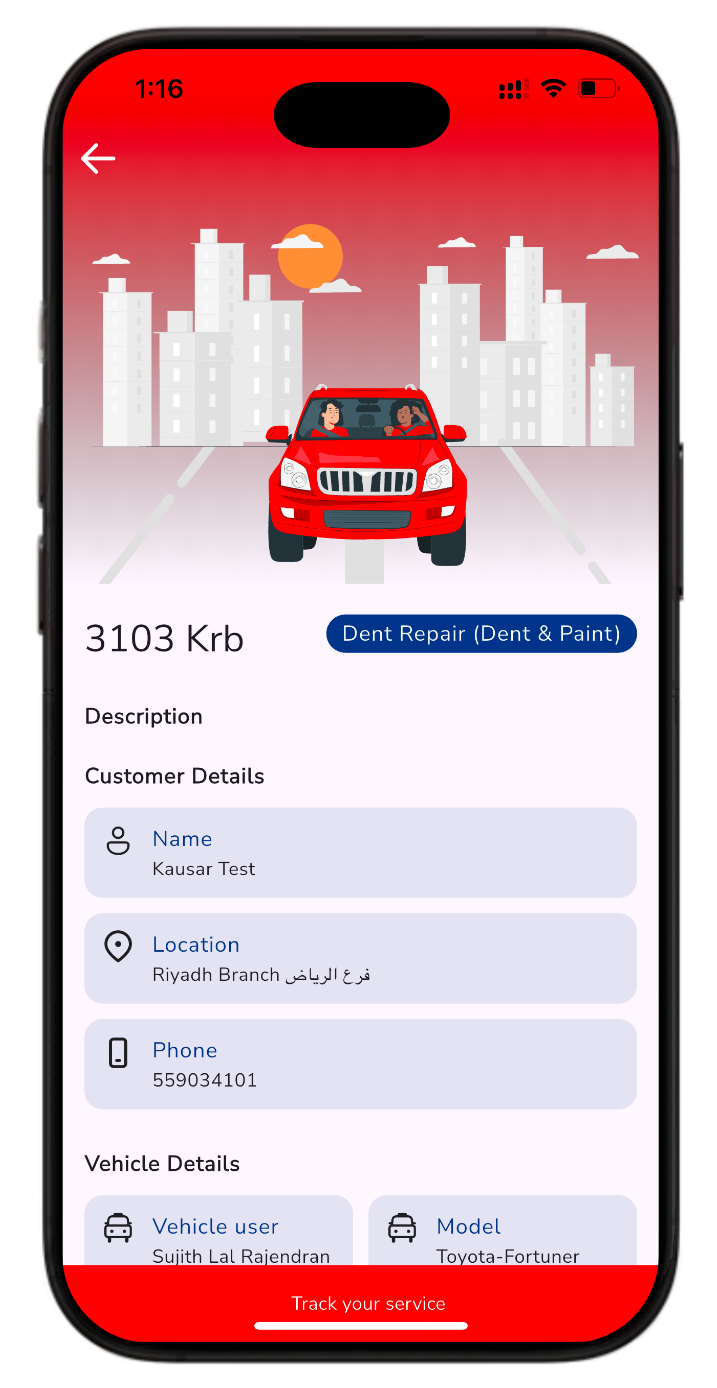 1:16
3103 Krb
Dent Repair (Dent & Paint)
Description
Customer Details
Name
Kausar Test
Location
Riyadh Branch فرع الرياض
Phone
559034101
Vehicle Details
Vehicle user
Sujith Lal Rajendran
Model
Toyota-Fortuner
Track your service